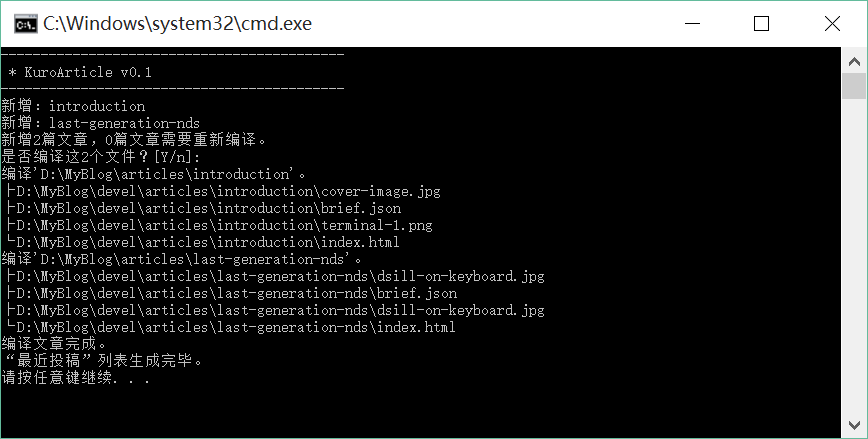 C:\Windows\system32\cmd.exe
-------------------------------------------
* KuroArticle v0.1
-------------------------------------------
新增：introduction
新增：last-generation-nds
新增2篇文章，0篇文章需要重新编译。
是否编译这2个文件？[Y/n]:
编译'D:\MyBlog\articles\introduction'。
├D:\MyBlog\devel\articles\introduction\cover-image.jpg
├D:\MyBlog\devel\articles\introduction\brief.json
├D:\MyBlog\devel\articles\introduction\terminal-1.png
└D:\MyBlog\devel\articles\introduction\index.html
编译'D:\MyBlog\articles\last-generation-nds'。
├D:\MyBlog\devel\articles\last-generation-nds\dsill-on-keyboard.jpg
├D:\MyBlog\devel\articles\last-generation-nds\brief.json
├D:\MyBlog\devel\articles\last-generation-nds\dsill-on-keyboard.jpg
└D:\MyBlog\devel\articles\last-generation-nds\index.html
编译文章完成。
“最近投稿”列表生成完毕。
请按任意键继续. . .